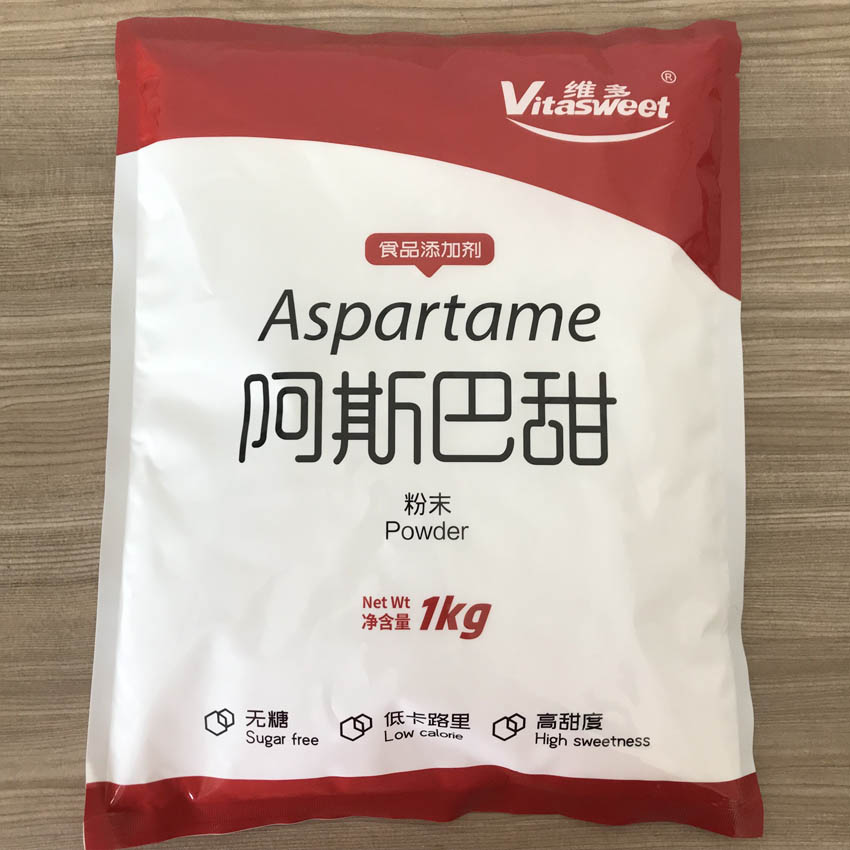 维多
Vitasweet®
食品添加剂
Aspartame
阿斯巴甜
粉末
Powder
Net Wt
净含量
1kg
无糖
Sugar free
低卡路里
Low calorie
高甜度
High sweetness